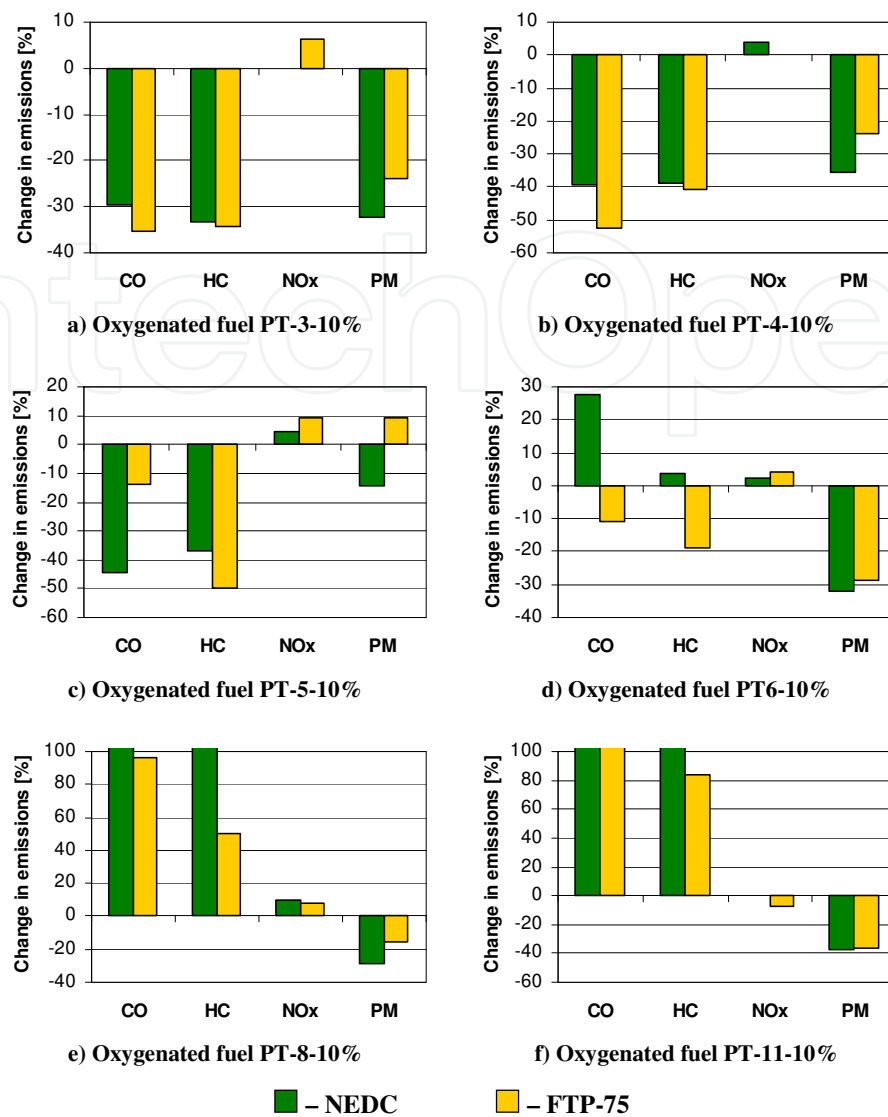 Change in emissions [%]
10
0
-10
-20
-30
-40
CO HC NOx PM
a) Oxygenated fuel PT-3-10%
Change in emissions [%]
10
0
-10
-20
-30
-40
-50
-60
CO HC NOx PM
b) Oxygenated fuel PT-4-10%
ntechOpe
Change in emissions [%]
20
10
0
-10
-20
-30
-40
-50
-60
CO HC NOx PM
c) Oxygenated fuel PT-5-10%
Change in emissions [%]
30
20
10
0
-10
-20
-30
-40
CO HC NOx PM
d) Oxygenated fuel PT6-10%
Change in emissions [%]
100
80
60
40
20
0
-20
-40
CO HC NOx PM
e) Oxygenated fuel PT-8-10%
Change in emissions [%]
100
80
60
40
20
0
-20
-40
-60
CO HC NOx PM
f) Oxygenated fuel PT-11-10%
– NEDC – FTP-75